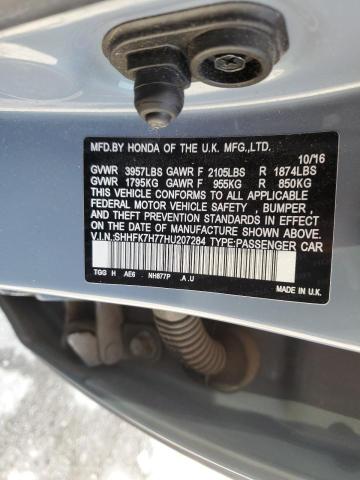 MFD.BY HONDA OF THE U.K. MFG.,LTD.
10/16
GVWR 3957LBS GAWR F 2105LBS R 1874LBS
GVWR 1795KG GAWR F 955KG R 850KG
THIS VEHICLE CONFORMS TO ALL APPLICABLE
FEDERAL MOTOR VEHICLE SAFETY , BUMPER,
AND THEFT PREVENTION STANDARDS IN EFFECT
ON THE DATE OF MANUFACTURE SHOWN ABOVE.
V.I.N.:SHHFK7H77HU207284 TYPE:PASSENGER CAR
TGG H AE6 NH877P .A.U MADE IN U.K.